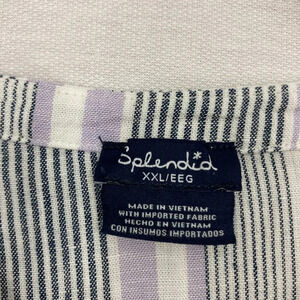 Splendid
XXL/EEG
MADE IN VIETNAM
WITH IMPORTED FABRIC
HECHO EN VIETNAM
CON INSUMOS IMPORTADOS